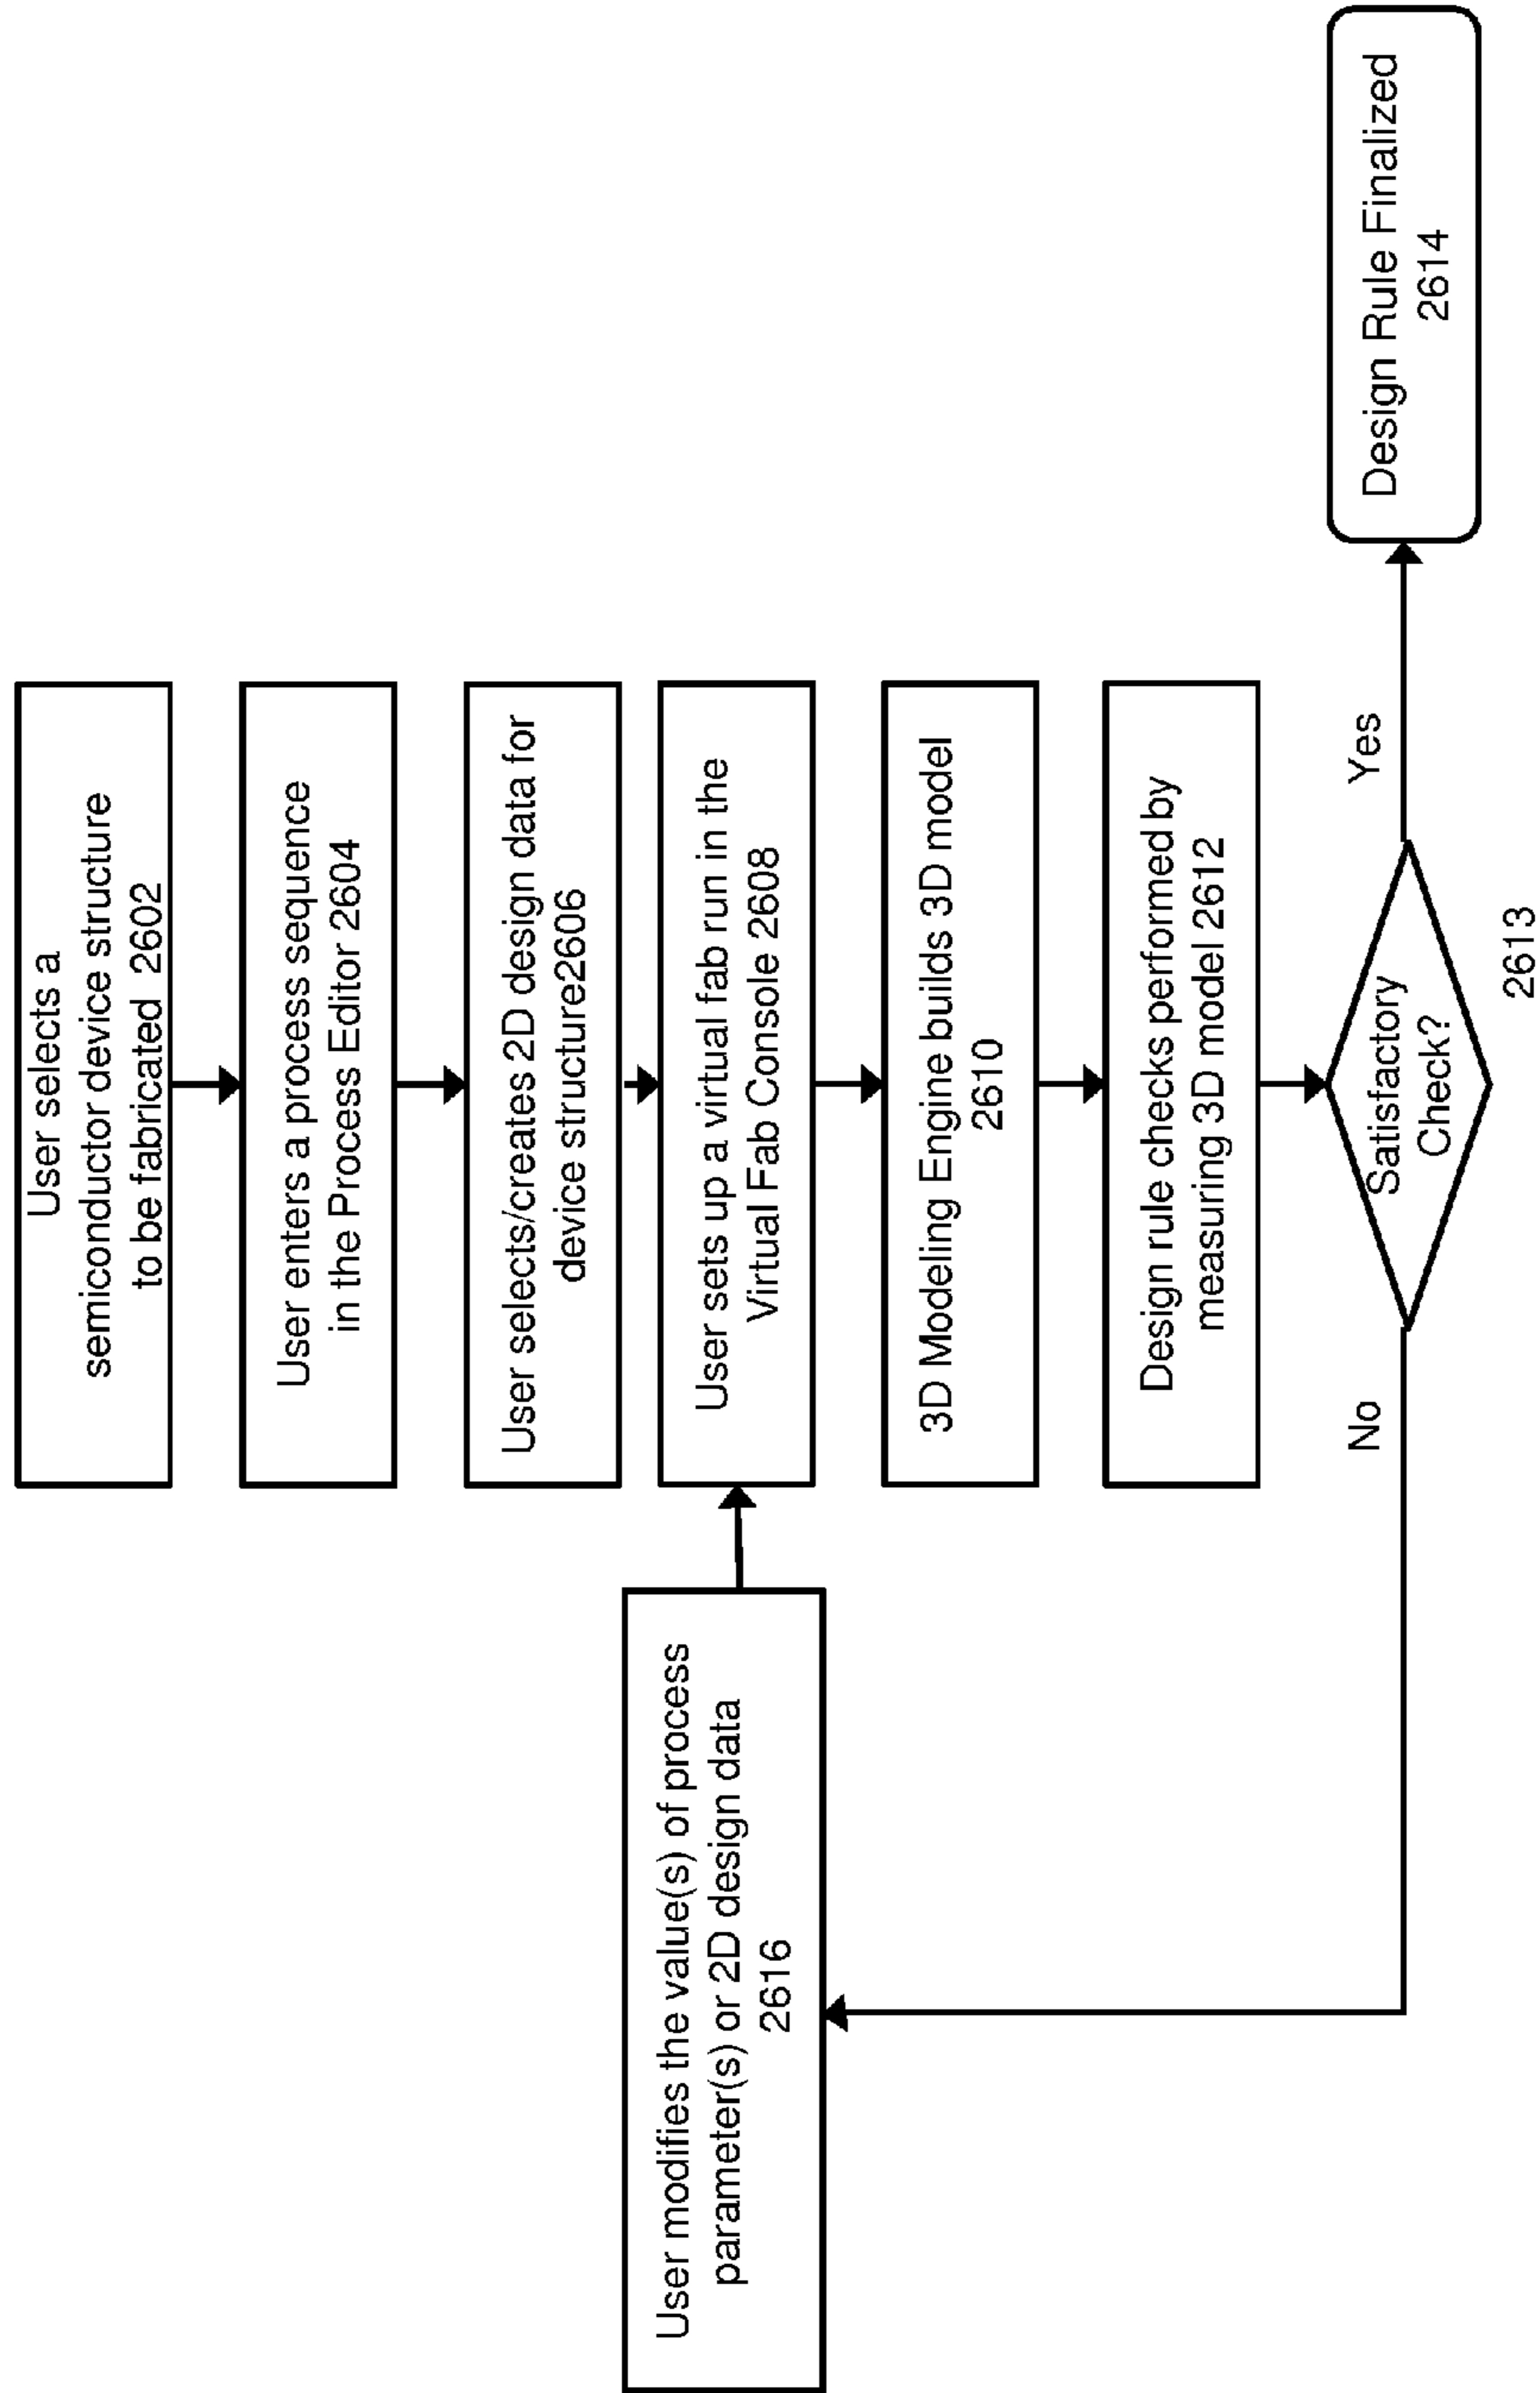 User selects a
semiconductor device structure
to be fabricated 2602
User enters a process sequence
in the Process Editor 2604
User selects/creates 2D design data for
device structure2606
User sets up a virtual fab run in the
Virtual Fab Console 2608
3D Modeling Engine builds 3D model
2610
Design rule checks performed by
measuring 3D model 2612
Satisfactory
Check?
2613
No
Yes
User modifies the value(s) of process
parameter(s) or 2D design data
2616
Design Rule Finalized
2614